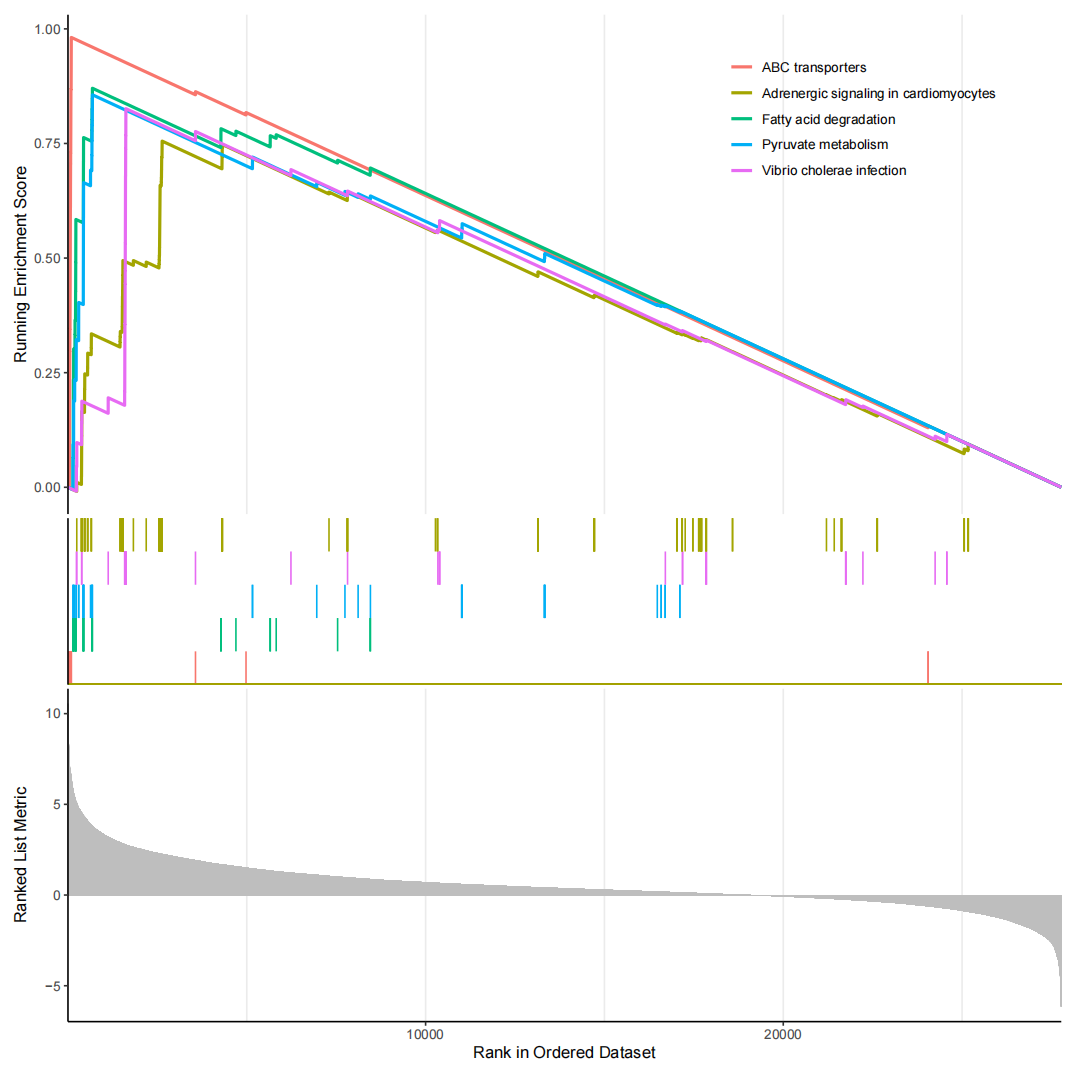 1.00
0.75
0.50
0.25
0.00
Running Enrichment Score
ABC transporters
Adrenergic signaling in cardiomyocytes
Fatty acid degradation
Pyruvate metabolism
Vibrio cholerae infection
10
5
0
−5
Ranked List Metric
10000
20000
Rank in Ordered Dataset